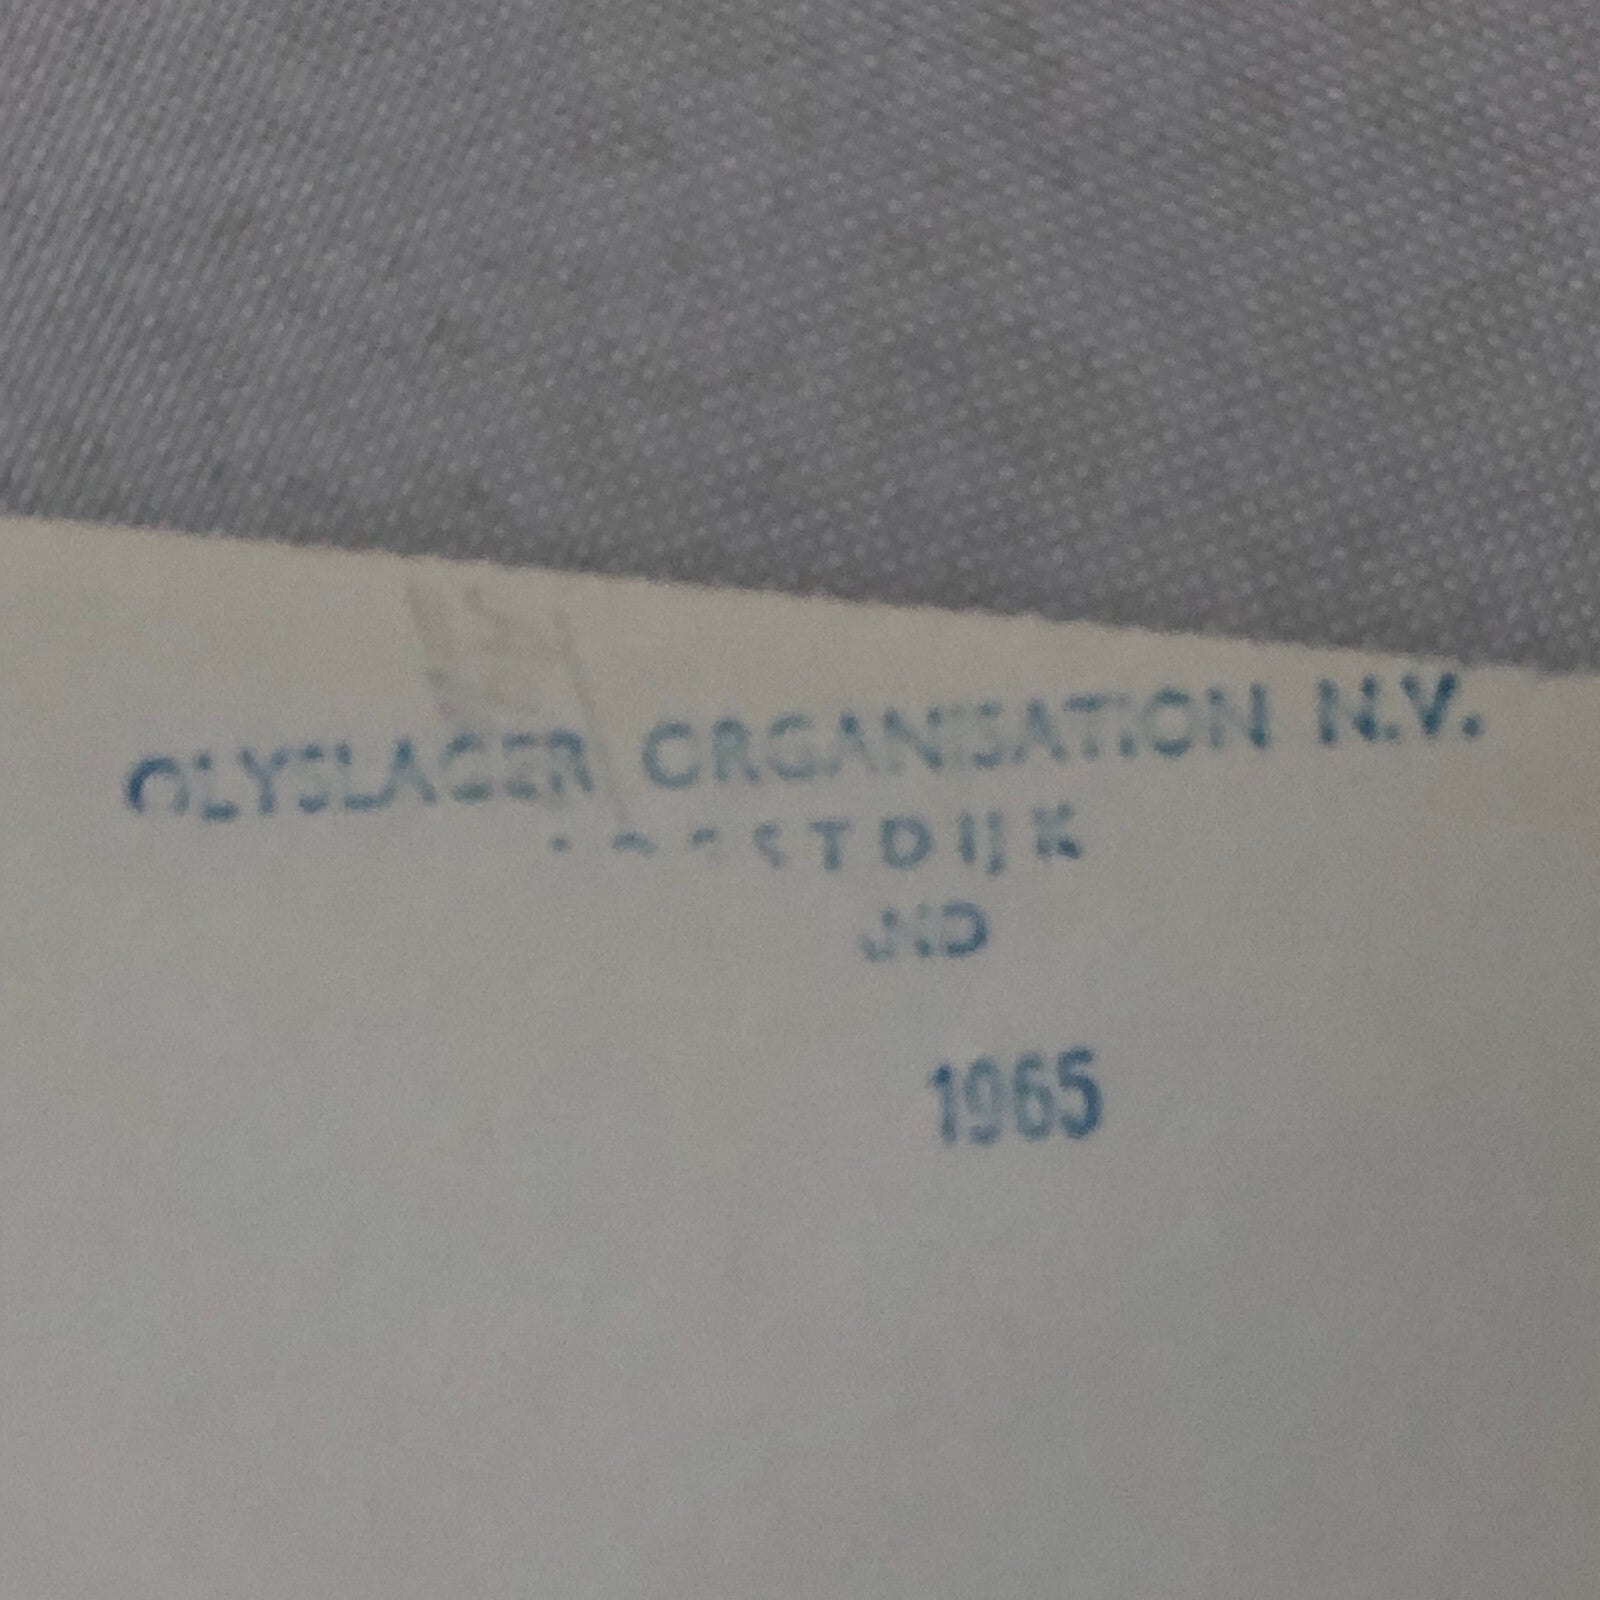 OLYSLAGER ORGANISATION N.V.
1965